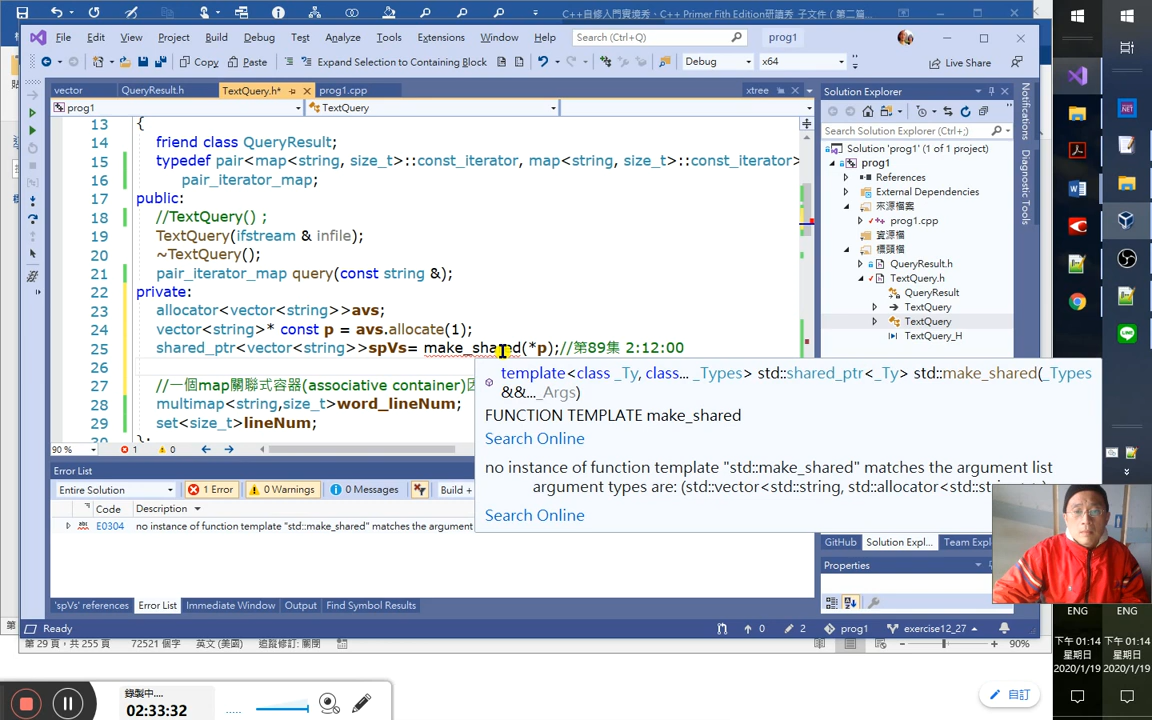 C++自修入門實境秀、C++ Primer Fith Edition研讀秀 子文件（第二篇_
File Edit View Project Build Debug Test Analyze Tools Extensions Window Help Search (Ctrl+Q) prog1
Copy Paste Expand Selection to Containing Block Debug x64 Live Share
vector QueryResult.h TextQuery.h* prog1.cpp xtree
prog1 TextQuery
13 {
14 friend class QueryResult;
15 typedef pair<map<string, size_t>::const_iterator, map<string, size_t>::const_iterator>
16 pair_iterator_map;
17 public:
18 //TextQuery() ;
19 TextQuery(ifstream & infile);
20 ~TextQuery();
21 pair_iterator_map query(const string &);
22 private:
23 allocator<vector<string>>avs;
24 vector<string>* const p = avs.allocate(1);
25 shared_ptr<vector<string>>spVs= make_shared(*p);//第89集 2:12:00
26
27 //一個map關聯式容器(associative container)
28 multimap<string,size_t>word_lineNum;
29 set<size_t>lineNum;
30 };
template<class _Ty, class... _Types> std::shared_ptr<_Ty> std::make_shared(_Types
&&..._Args)
FUNCTION TEMPLATE make_shared
Search Online
no instance of function template "std::make_shared" matches the argument list
argument types are: (std::vector<std::string, std::allocator<std::
Search Online
90 % 1 0
Error List
Entire Solution 1 Error 0 Warnings 0 Messages Build +
Code Description
E0304 no instance of function template "std::make_shared" matches the argument
'spVs' references Error List Immediate Window Output Find Symbol Results
Solution Explorer
Search Solution Explorer (Ctrl+;)
Solution 'prog1' (1 of 1 project)
prog1
References
External Dependencies
來源檔案
prog1.cpp
資源檔
標頭檔
QueryResult.h
TextQuery.h
QueryResult
TextQuery
TextQuery
TextQuery_H
Notifications
Diagnostic Tools
GitHub Solution Expl... Team Expl
Properties
Ready 0 2 prog1 exercise12_27
第 29 頁，共 255 頁 72521 個字 英文 (美國) 追蹤修訂: 關閉 90%
ENG ENG
下午 01:14 下午 01:14
星期日 星期日
2020/1/19 2020/1/19
錄製中....
02:33:32
自訂